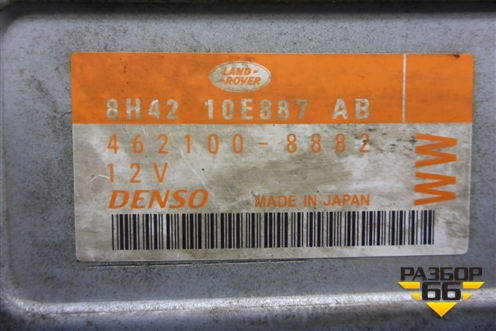 LAND-
ROVER
8H42 10E887 AB
462100-8882
12V
DENSO MADE IN JAPAN
WW
РАЗБОР
66